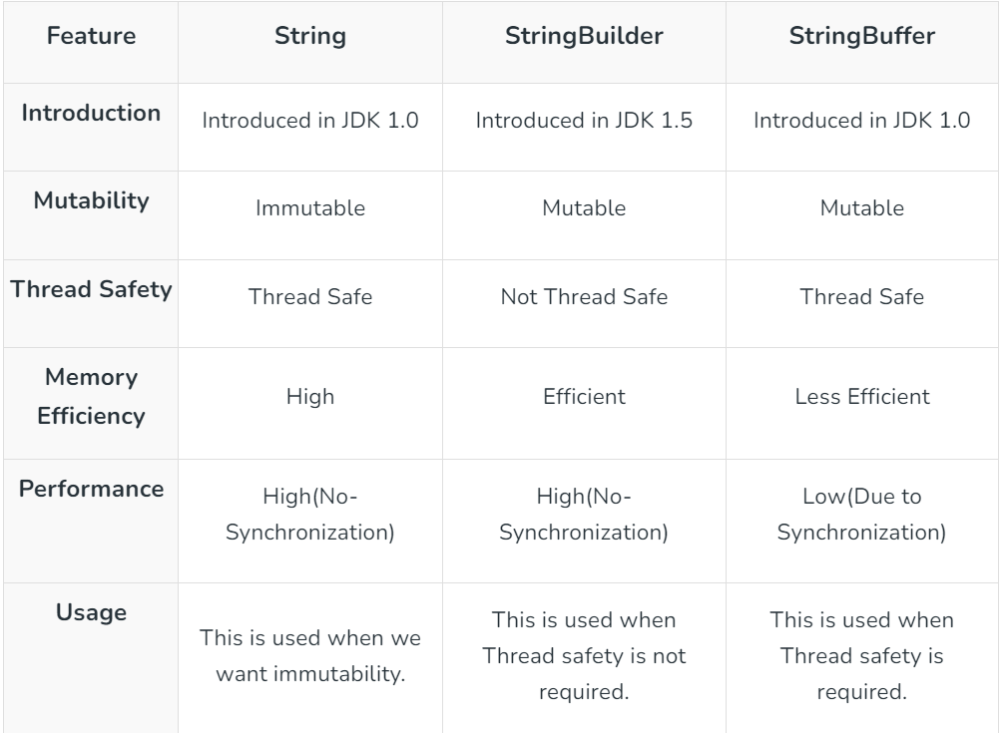 Feature String StringBuilder StringBuffer
Introduction Introduced in JDK 1.0 Introduced in JDK 1.5 Introduced in JDK 1.0
Mutability Immutable Mutable Mutable
Thread Safety Thread Safe Not Thread Safe Thread Safe
Memory
Efficiency
High Efficient Less Efficient
Performance
High(No-
Synchronization)
High(No-
Synchronization)
Low(Due to
Synchronization)
Usage
This is used when we
want immutability.
This is used when
Thread safety is not
required.
This is used when
Thread safety is
required.